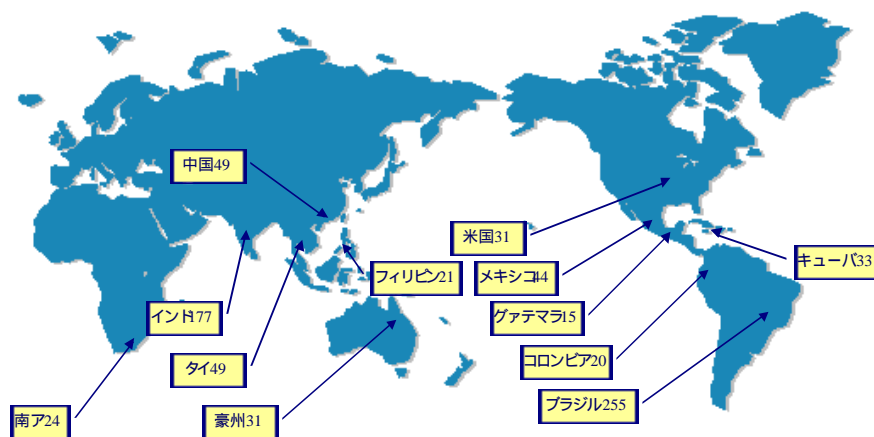 中国49
米国31
キューバ33
フィリピン21
メキシコ44
インド177
グァテマラ15
タイ49
コロンビア20
南ア24
豪州31
ブラジル255